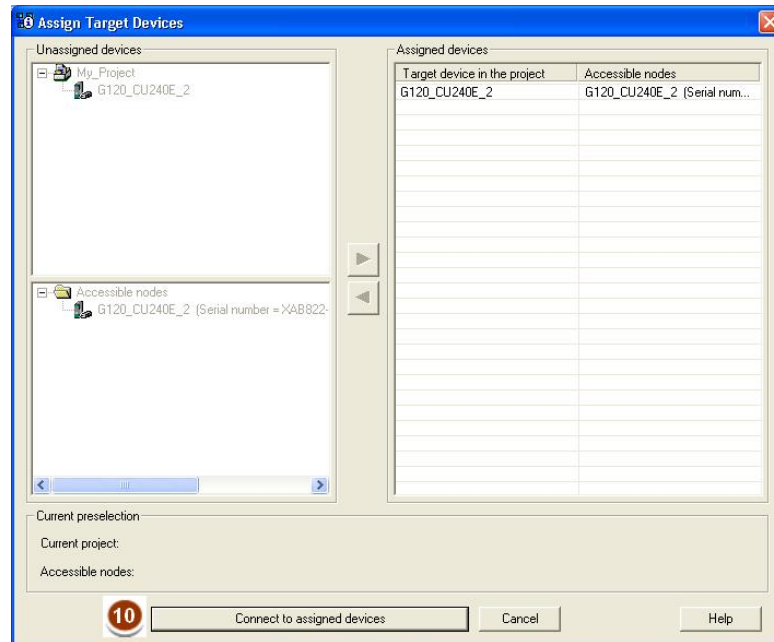 Assign Target Devices
Unassigned devices
My_Project
G120_CU240E_2
Accessible nodes
G120_CU240E_2 (Serial number = XAB822-
Assigned devices
Target device in the project Accessible nodes
G120_CU240E_2 G120_CU240E_2 (Serial num...
Current preselection
Current project:
Accessible nodes:
10 Connect to assigned devices Cancel Help